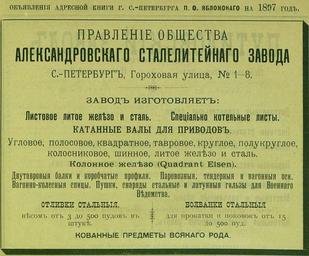 ОБЪЯВЛЕНІЯ АДРЕСНОЙ КНИГИ Г. С.-ПЕТЕРБУРГА П. О. ЯБЛОНСКАГО НА 1897 ГОДЪ.
ПРАВЛЕНІЕ ОБЩЕСТВА
АЛЕКСАНДРОВСКАГО СТАЛЕЛИТЕЙНАГО ЗАВОДА
С.-ПЕТЕРБУРГЪ, Гороховая улица, № 1–8.
ЗАВОДЪ ИЗГОТОВЛЯЕТЪ:
Листовое литое желѣзо и сталь. Спеціально котельные листы.
КАТАННЫЕ ВАЛЫ ДЛЯ ПРИВОДОВЪ.
Угловое, полосовое, квадратное, тавровое, круглое, полукруглое,
колосниковое, шинное, литое желѣзо и сталь.
Колонное желѣзо (Quadrant Eisen).
Двутавровыя балки и коробчатые профили. Паровозныя, тендерныя и вагонныя оси.
Вагонно-колесныя спицы. Пушки, снаряды стальные и латунныя гильзы для Военнаго
Вѣдомства.
ОТЛИВКИ СТАЛЬНЫЯ. БОЛВАНКИ СТАЛЬНЫЯ
вѣсомъ отъ 3 до 500 пудовъ въ для прокатки и поковокъ отъ 15
штукѣ. до 500 пуд.
КОВАННЫЕ ПРЕДМЕТЫ ВСЯКАГО РОДА.